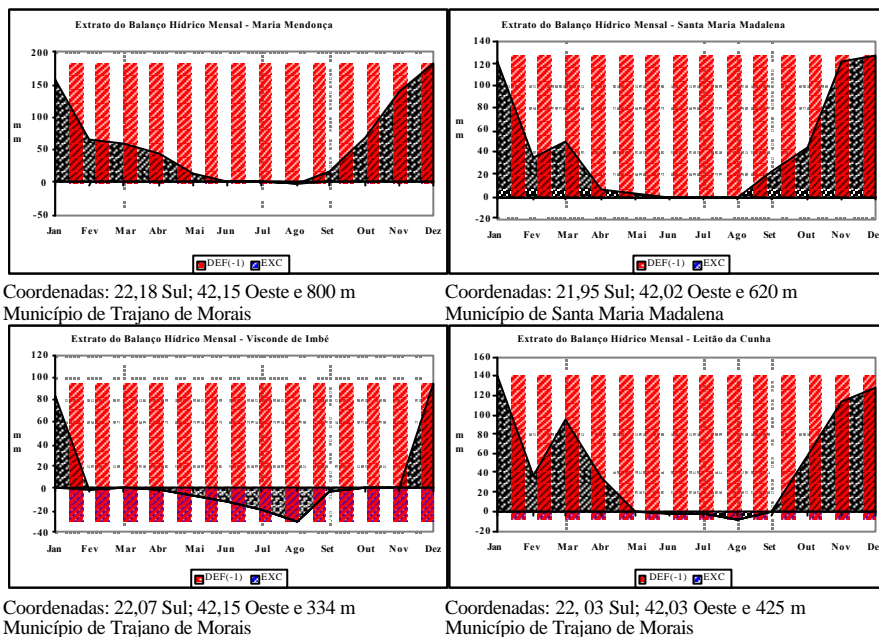 Extrato do Balanço Hídrico Mensal - Maria Mendonça
200
150
100
50
0
-50
m
m
Jan Fev Mar Abr Mai Jun Jul Ago Set Out Nov Dez
DEF(-1) EXC
Coordenadas: 22,18 Sul; 42,15 Oeste e 800 m
Município de Trajano de Morais
Extrato do Balanço Hídrico Mensal - Santa Maria Madalena
140
120
100
80
60
40
20
0
-20
m
m
Jan Fev Mar Abr Mai Jun Jul Ago Set Out Nov Dez
DEF(-1) EXC
Coordenadas: 21,95 Sul; 42,02 Oeste e 620 m
Município de Santa Maria Madalena
Extrato do Balanço Hídrico Mensal - Visconde de Imbé
120
100
80
60
40
20
0
-20
-40
m
m
Jan Fev Mar Abr Mai Jun Jul Ago Set Out Nov Dez
DEF(-1) EXC
Coordenadas: 22,07 Sul; 42,15 Oeste e 334 m
Município de Trajano de Morais
Extrato do Balanço Hídrico Mensal - Leitão da Cunha
160
140
120
100
80
60
40
20
0
-20
m
m
Jan Fev Mar Abr Mai Jun Jul Ago Set Out Nov Dez
DEF(-1) EXC
Coordenadas: 22, 03 Sul; 42,03 Oeste e 425 m
Município de Trajano de Morais